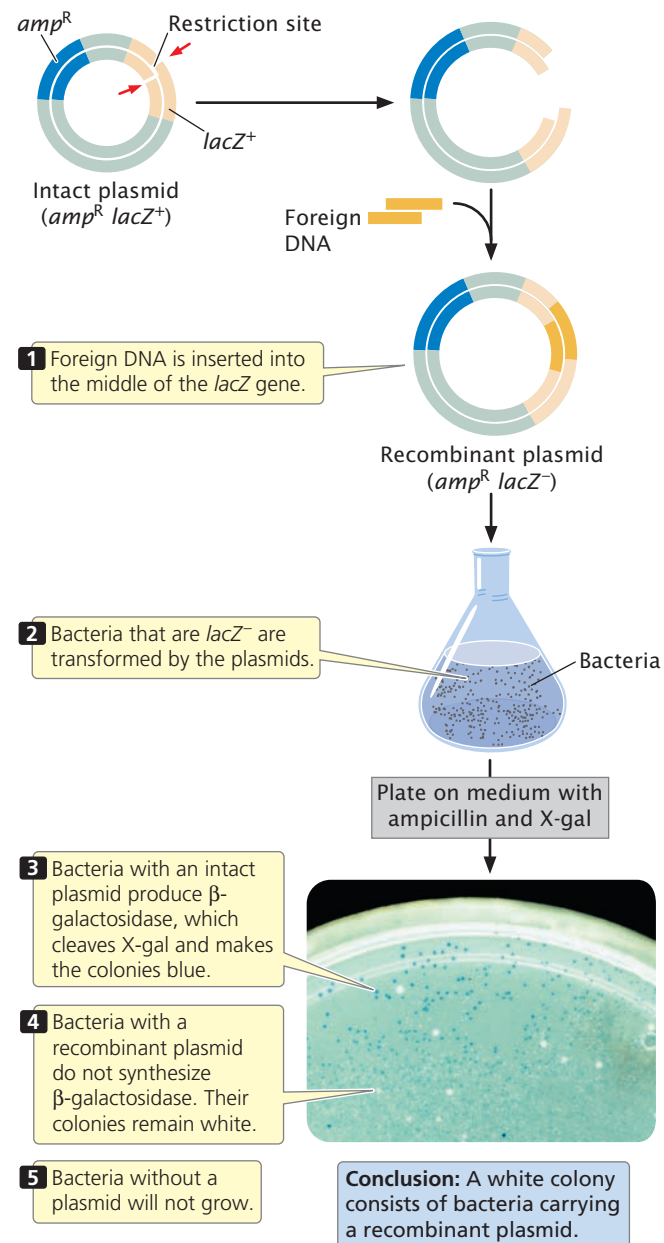 amp^R
Restriction site
lacZ⁺
Intact plasmid
(amp^R lacZ⁺)
Foreign
DNA
1 Foreign DNA is inserted into
the middle of the lacZ gene.
Recombinant plasmid
(amp^R lacZ⁻)
2 Bacteria that are lacZ⁻ are
transformed by the plasmids.
Bacteria
Plate on medium with
ampicillin and X-gal
3 Bacteria with an intact
plasmid produce β-
galactosidase, which
cleaves X-gal and makes
the colonies blue.
4 Bacteria with a
recombinant plasmid
do not synthesize
β-galactosidase. Their
colonies remain white.
5 Bacteria without a
plasmid will not grow.
Conclusion: A white colony
consists of bacteria carrying
a recombinant plasmid.